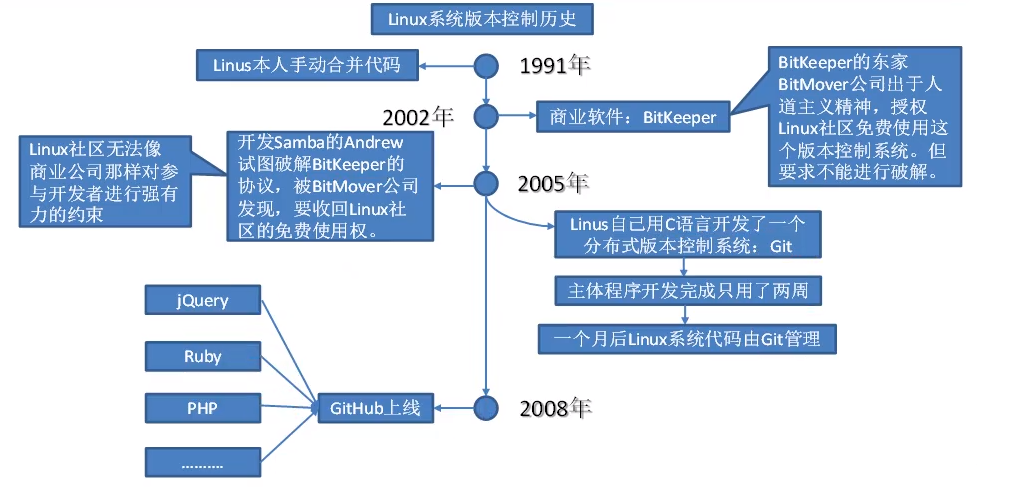 Linux系统版本控制历史
Linus本人手动合并代码
1991年
2002年
商业软件：BitKeeper
BitKeeper的东家
BitMover公司出于人
道主义精神，授权
Linux社区免费使用这
个版本控制系统。但
要求不能进行破解。
Linux社区无法像
商业公司那样对参
与开发者进行强有
力的约束
开发Samba的Andrew
试图破解BitKeeper的
协议，被BitMover公司
发现，要收回Linux社
区的免费使用权。
2005年
Linus自己用C语言开发了一个
分布式版本控制系统：Git
主体程序开发完成只用了两周
一个月后Linux系统代码由Git管理
jQuery
Ruby
PHP
..........
GitHub上线
2008年